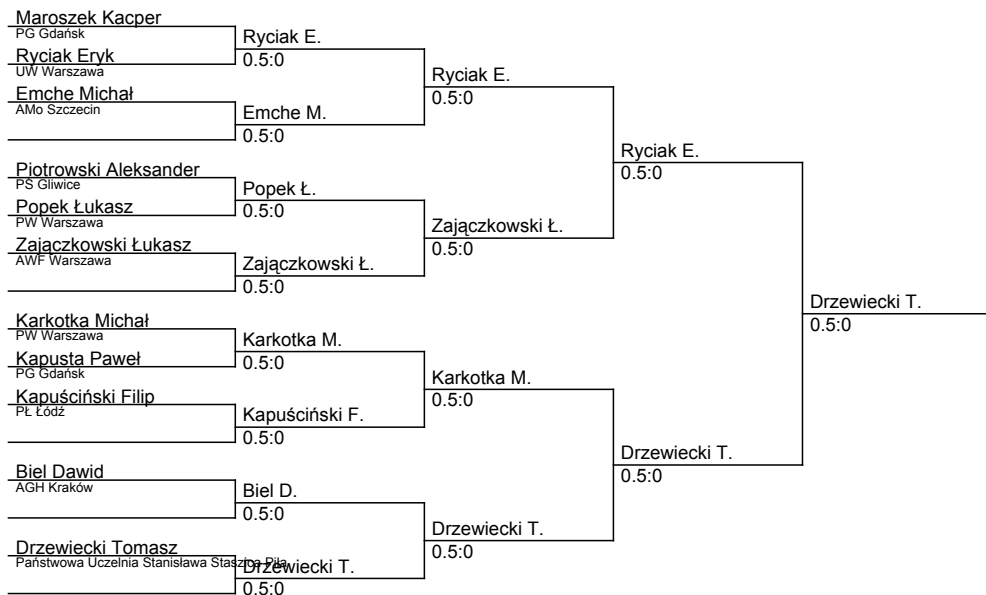 Maroszek Kacper
PG Gdańsk
Ryciak Eryk
UW Warszawa
Emche Michał
AMo Szczecin
Piotrowski Aleksander
PŚ Gliwice
Popek Łukasz
PW Warszawa
Zajączkowski Łukasz
AWF Warszawa
Karkotka Michał
PW Warszawa
Kapusta Paweł
PG Gdańsk
Kapuściński Filip
PŁ Łódź
Biel Dawid
AGH Kraków
Drzewiecki Tomasz
Państwowa Uczelnia Stanisława Staszica Piła
Ryciak E.
0.5:0
Emche M.
0.5:0
Popek Ł.
0.5:0
Zajączkowski Ł.
0.5:0
Karkotka M.
0.5:0
Kapuściński F.
0.5:0
Biel D.
0.5:0
Drzewiecki T.
0.5:0
Ryciak E.
0.5:0
Zajączkowski Ł.
0.5:0
Karkotka M.
0.5:0
Drzewiecki T.
0.5:0
Ryciak E.
0.5:0
Drzewiecki T.
0.5:0
Drzewiecki T.
0.5:0